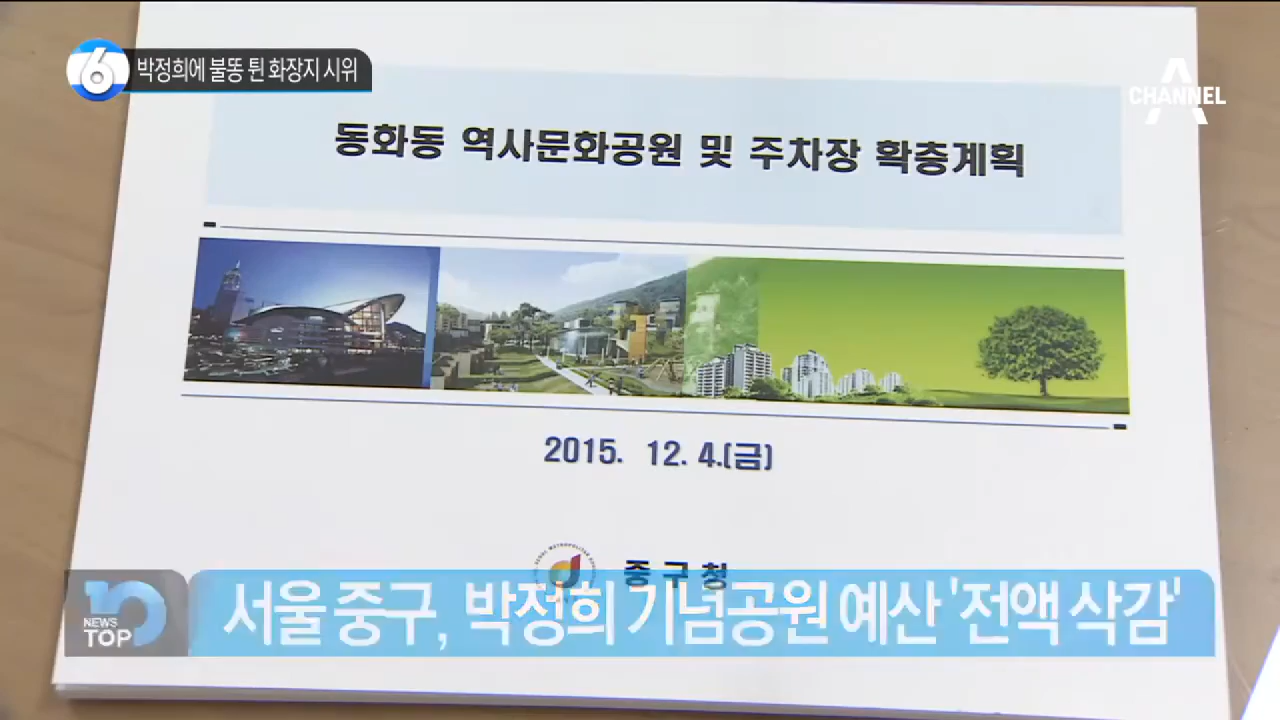 6 박정희에 불똥 튄 화장지 시위
CHANNEL A
동화동 역사문화공원 및 주차장 확충계획
2015. 12. 4.(금)
중구청
NEWS TOP 10
서울 중구, 박정희 기념공원 예산 '전액 삭감'